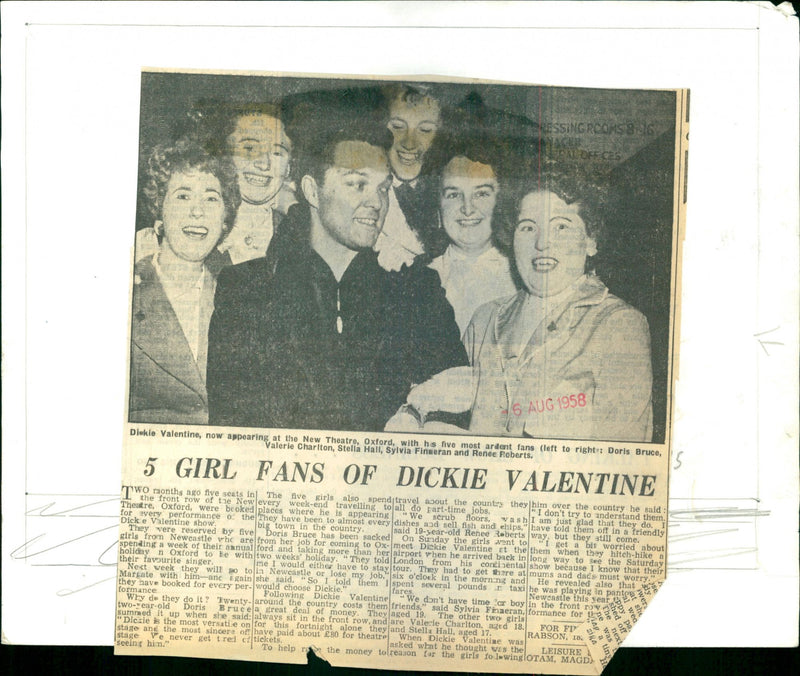 DRESSING ROOMS 8-16
OFFICES
6 AUG 1958
Dickie Valentine, now appearing at the New Theatre, Oxford, with his five most ardent fans (left to right): Doris Bruce,
Valerie Charlton, Stella Hall, Sylvia Finneran and Renée Roberts.
5 GIRL FANS OF DICKIE VALENTINE
TWO months ago five seats in
the front row of the New
Theatre, Oxford, were booked
for every performance of the
Dickie Valentine show.
They were reserved by five
girls from Newcastle who are
spending a week of their annual
holiday in Oxford to be with
their favourite singer.
Next week they will go to
Margate with him—and again
they have booked for every per-
formance.
Why do they do it? Twenty-
two-year-old Doris Bruce
summed it up when she said:
"Dickie is the most versatile on
stage and the most sincere off
stage. We never get tired of
seeing him."
The five girls also spend
every week-end travelling to
places where he is appearing.
They have been to almost every
big town in the country.
Doris Bruce has been sacked
from her job for coming to Ox-
ford and taking more than her
two weeks' holiday. "They told
me I would either have to stay
in Newcastle or lose my job,"
she said. "So I told them I
would choose Dickie."
Following Dickie Valentine
around the country costs them
a great deal of money. They
always sit in the front row, and
for this fortnight alone they
have paid about £80 for theatre
tickets.
To help raise the money to
travel about the country they
all do part-time jobs.
"We scrub floors, wash
dishes and sell fish and chips,"
said 19-year-old Renée Roberts
On Sunday the girls went to
meet Dickie Valentine at the
airport when he arrived back in
London from his continental
tour. They had to get there at
six o'clock in the morning and
spent several pounds in taxi
fares.
"We don't have time for boy
friends," said Sylvia Finneran,
aged 19. The other two girls
are Valerie Charlton, aged 18,
and Stella Hall, aged 17.
When Dickie Valentine was
asked what he thought was the
reason for the girls following
him over the country he said:
"I don't try to understand them.
I am just glad that they do. I
have told them off in a friendly
way, but they still come.
"I get a bit worried about
them when they hitch-hike a
long way to see the Saturday
show because I know that their
mums and dads must worry."
He revealed also that
he was playing in pantomime
Newcastle this year
in the front row
formance for
FOR
RABSON, 18,
LEISURE
OTAM, MAGD